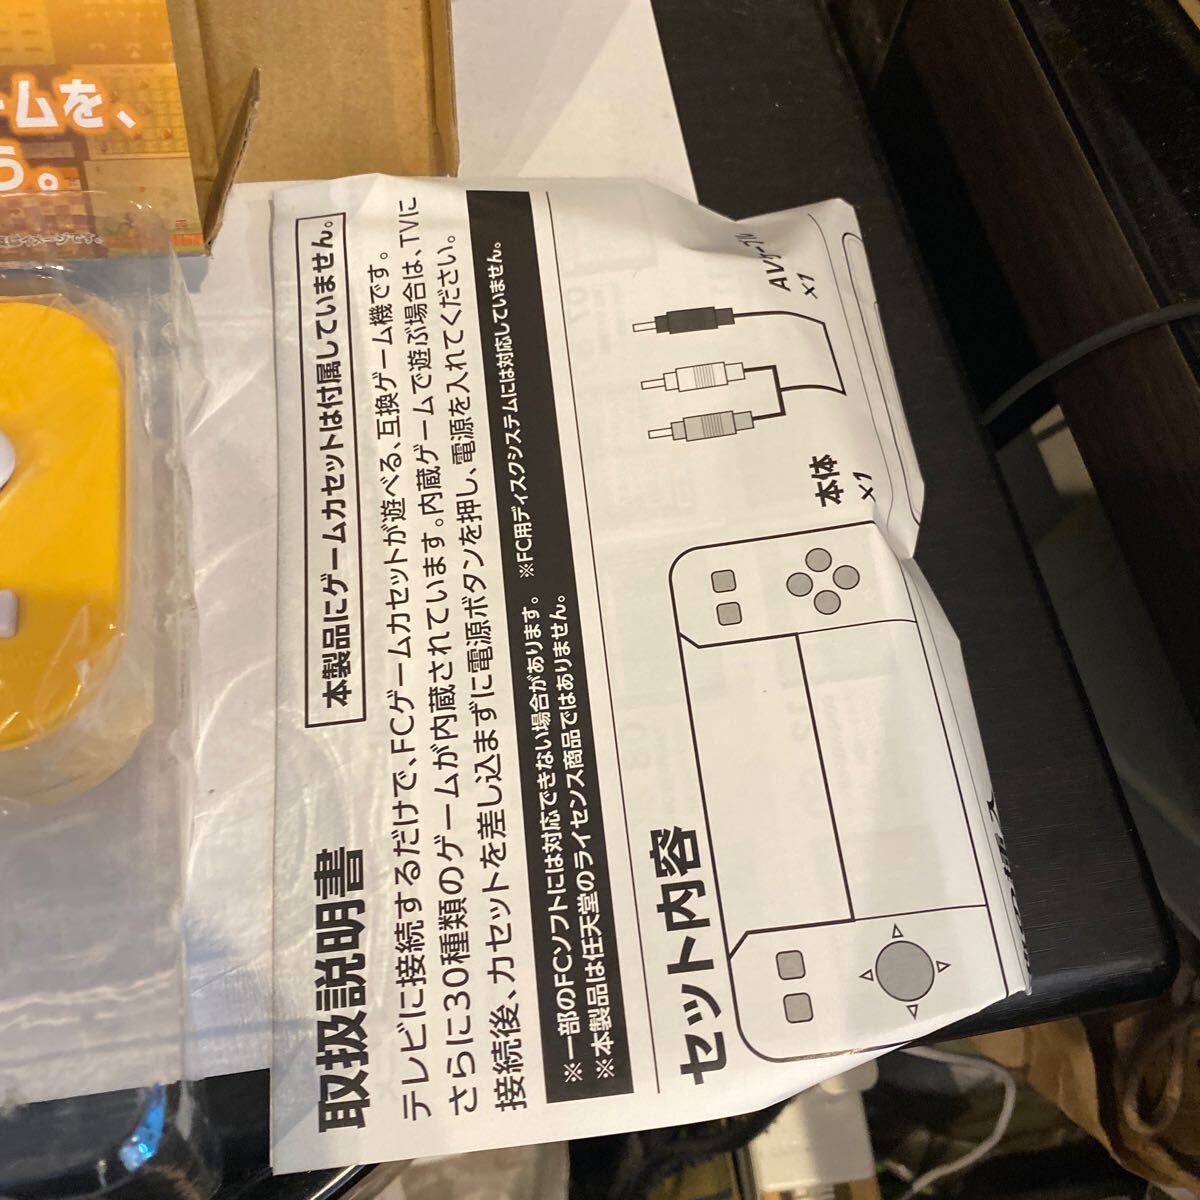 ームを、
う。
はイメージです。
取扱説明書
本製品にゲームカセットは付属していません。
テレビに接続するだけで、FCゲームカセットが遊べる、互換ゲーム機です。
さらに30種類のゲームが内蔵されています。内蔵ゲームで遊ぶ場合は、TVに
接続後、カセットを差し込まずに電源ボタンを押し、電源を入れてください。
※一部のFCソフトには対応できない場合があります。 ※FC用ディスクシステムには対応していません。
※本製品は任天堂のライセンス商品ではありません。
セット内容
本体
×1
AVケーブル
×1